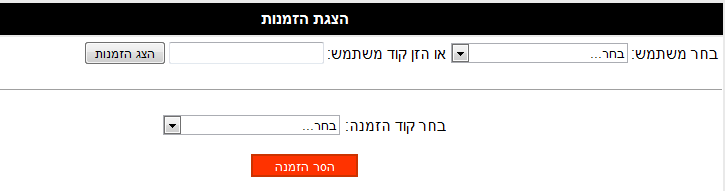 הצגת הזמנות
בחר משתמש: בחר... או הזן קוד משתמש: הצג הזמנות
בחר קוד הזמנה: בחר...
הסר הזמנה